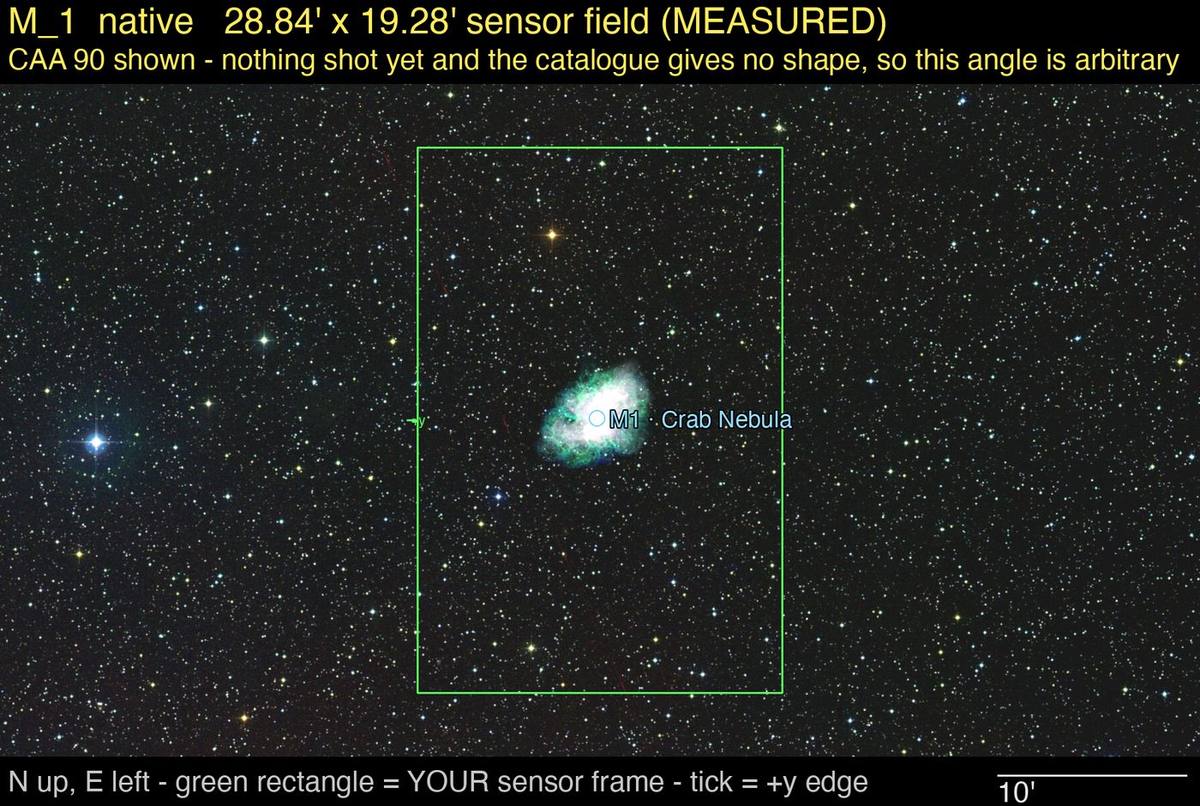 M_1 native 28.84' x 19.28' sensor field (MEASURED)
CAA 90 shown - nothing shot yet and the catalogue gives no shape, so this angle is arbitrary
+y
M1 · Crab Nebula
N up, E left - green rectangle = YOUR sensor frame - tick = +y edge
10'